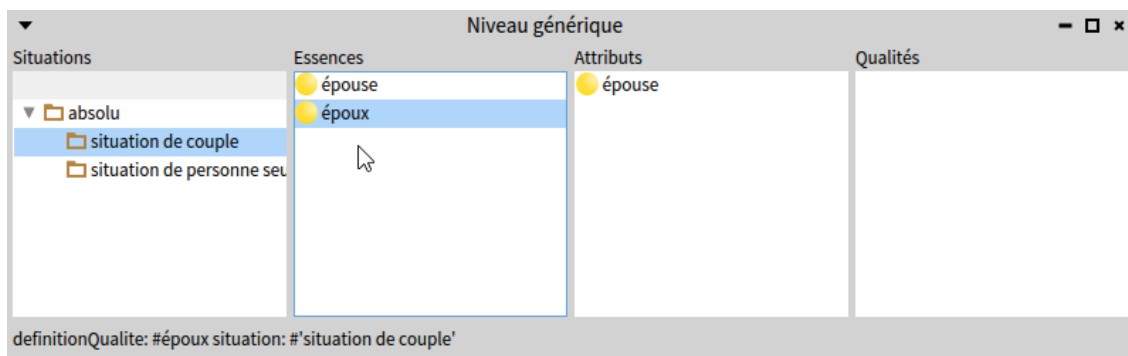 Niveau générique
Situations
Essences
Attributs
Qualités
absolu
situation de couple
situation de personne seu
épouse
époux
épouse
definitionQualite: #époux situation: #'situation de couple'